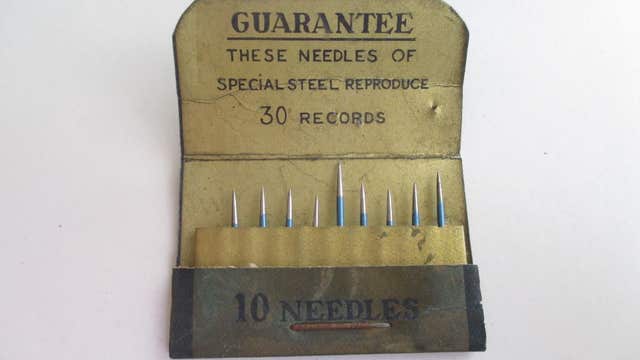 GUARANTEE
THESE NEEDLES OF
SPECIAL-STEEL REPRODUCE
30 RECORDS
10 NEEDLES